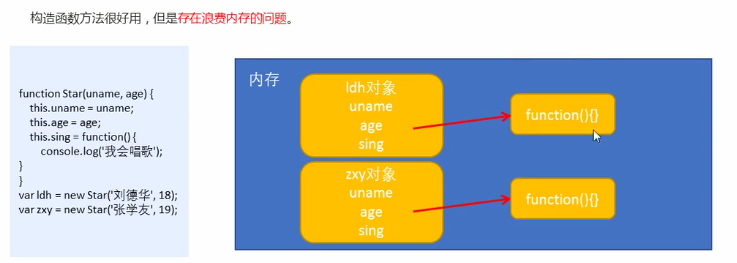 构造函数方法很好用，但是存在浪费内存的问题。
function Star(uname, age) {
this.uname = uname;
this.age = age;
this.sing = function() {
console.log('我会唱歌');
}
}
var ldh = new Star('刘德华', 18);
var zxy = new Star('张学友', 19);
内存
ldh对象
uname
age
sing
function(){}
zxy对象
uname
age
sing
function(){}